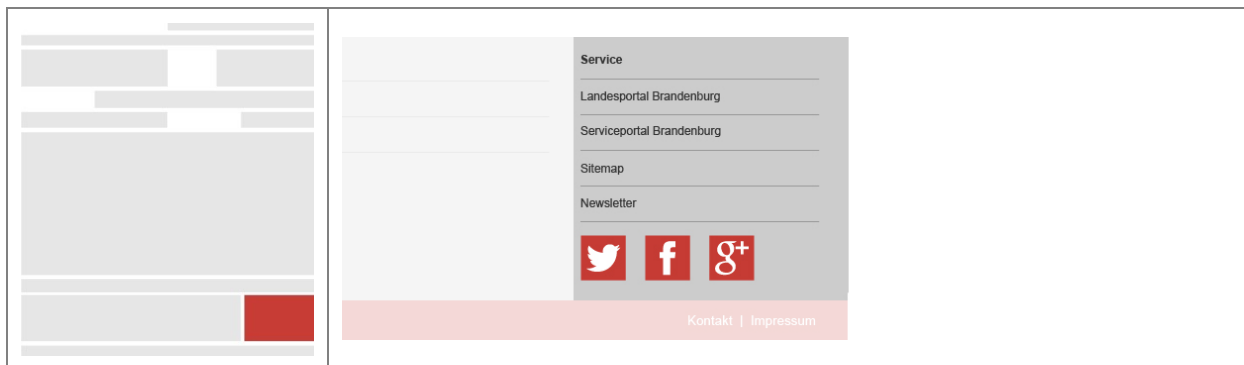 Service
Landesportal Brandenburg
Serviceportal Brandenburg
Sitemap
Newsletter
f g+
Kontakt | Impressum